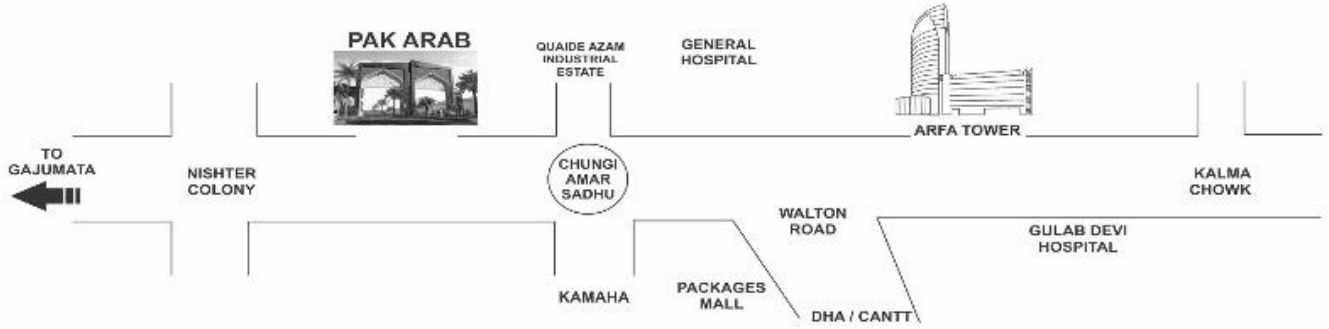 PAK ARAB
QUAIDE AZAM
INDUSTRIAL
ESTATE
GENERAL
HOSPITAL
ARFA TOWER
TO
GAJUMATA
NISHTER
COLONY
CHUNGI
AMAR
SADHU
KALMA
CHOWK
WALTON
ROAD
GULAB DEVI
HOSPITAL
KAMAHA
PACKAGES
MALL
DHA / CANTT